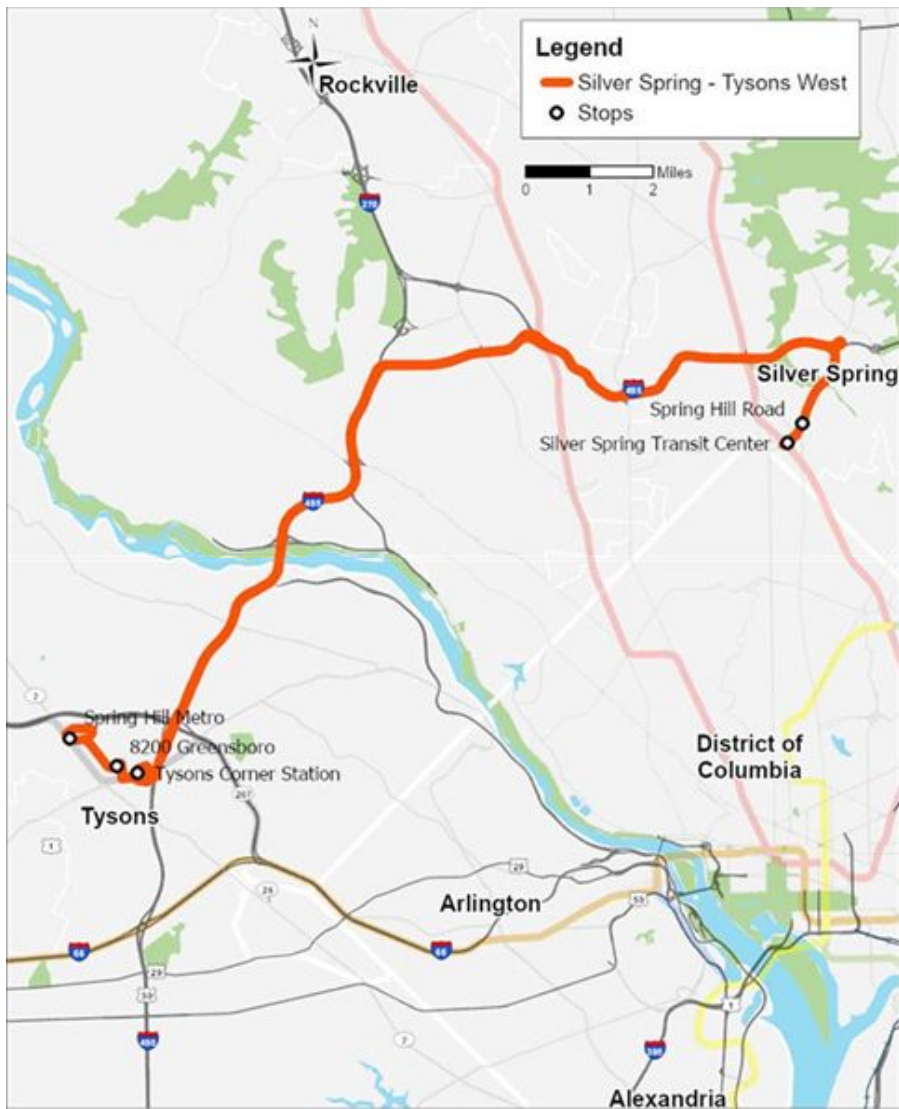 N
Rockville
Legend
Silver Spring - Tysons West
Stops
0 1 2 Miles
270
495
Silver Spring
Spring Hill Road
Silver Spring Transit Center
495
2
Spring Hill Metro
8200 Greensboro
Tysons Corner Station
Tysons
267
District of
Columbia
1
29
Arlington
29
50
66
66
29
50
7
1
495
395
Alexandria